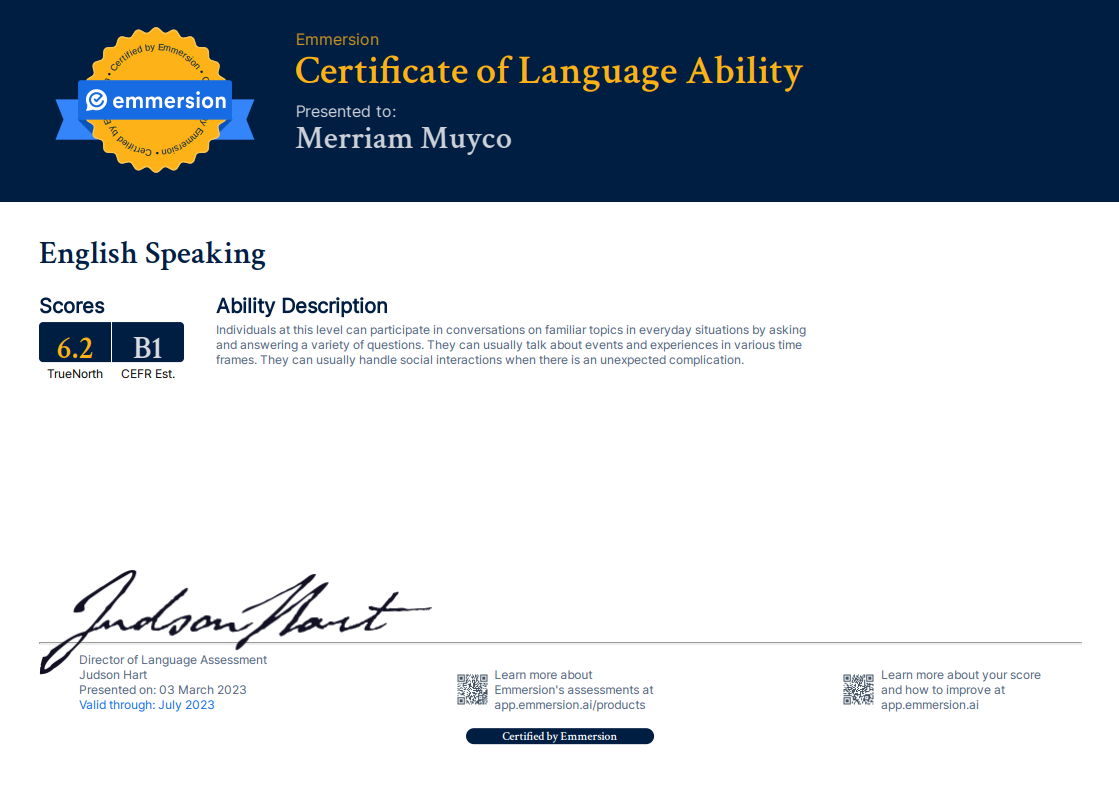 • Certified by Emmersion •
emmersion
Certified by Emmersion •
Emmersion
Certificate of Language Ability
Presented to:
Merriam Muyco
English Speaking
Scores
6.2
B1
TrueNorth
CEFR Est.
Ability Description
Individuals at this level can participate in conversations on familiar topics in everyday situations by asking
and answering a variety of questions. They can usually talk about events and experiences in various time
frames. They can usually handle social interactions when there is an unexpected complication.
Judson Hart
Director of Language Assessment
Judson Hart
Presented on: 03 March 2023
Valid through: July 2023
Learn more about
Emmersion's assessments at
app.emmersion.ai/products
Learn more about your score
and how to improve at
app.emmersion.ai
Certified by Emmersion